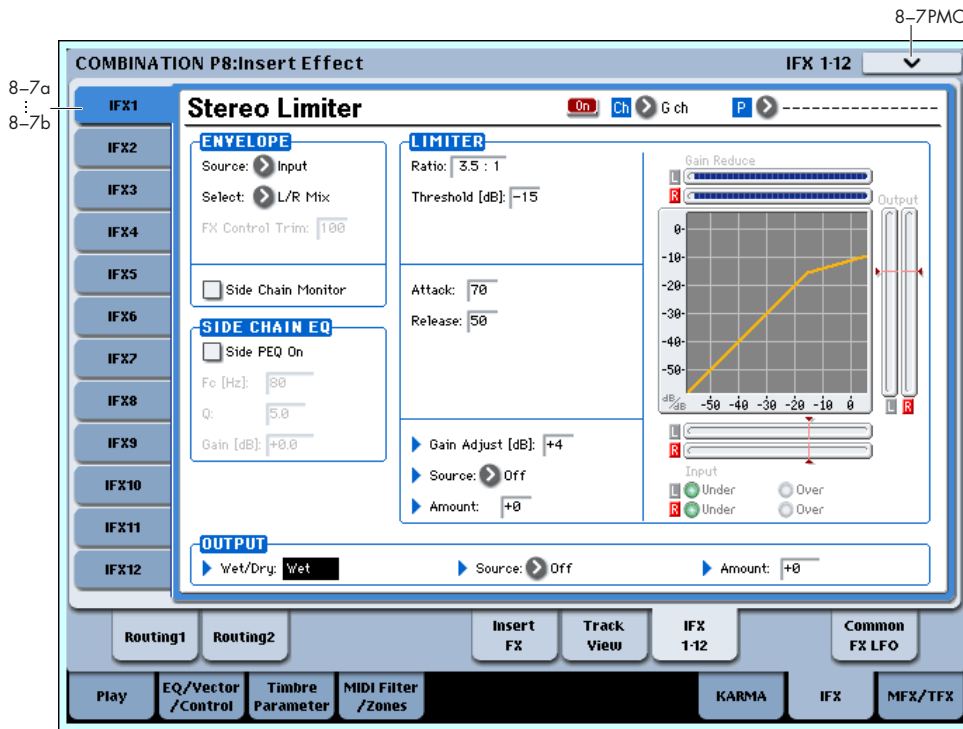 8–7PMC
COMBINATION P8:Insert Effect
IFX 1-12
8–7a
8–7b
IFX1
IFX2
IFX3
IFX4
IFX5
IFX6
IFX7
IFX8
IFX9
IFX10
IFX11
IFX12
Stereo Limiter
On
Ch
G ch
P
----------------
ENVELOPE
Source: Input
Select: L/R Mix
FX Control Trim: 100
Side Chain Monitor
SIDE CHAIN EQ
Side PEQ On
Fc [Hz]: 80
Q: 5.0
Gain [dB]: +0.0
LIMITER
Ratio: 3.5 : 1
Threshold [dB]: -15
Attack: 70
Release: 50
Gain Adjust [dB]: +4
Source: Off
Amount: +0
Gain Reduce
L
R
Output
0-
-10-
-20-
-30-
-40-
-50-
dB/dB
-50 -40 -30 -20 -10 0
L R
L
R
Input
L Under Over
R Under Over
OUTPUT
Wet/Dry: Wet
Source: Off
Amount: +0
Routing1
Routing2
Insert FX
Track View
IFX 1-12
Common FX LFO
Play
EQ/Vector /Control
Timbre Parameter
MIDI Filter /Zones
KARMA
IFX
MFX/TFX